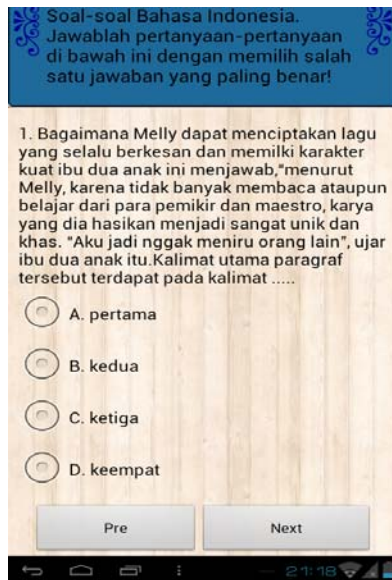 Soal-soal Bahasa Indonesia.
Jawablah pertanyaan-pertanyaan
di bawah ini dengan memilih salah
satu jawaban yang paling benar!
1. Bagaimana Melly dapat menciptakan lagu
yang selalu berkesan dan memilki karakter
kuat ibu dua anak ini menjawab,"menurut
Melly, karena tidak banyak membaca ataupun
belajar dari para pemikir dan maestro, karya
yang dia hasikan menjadi sangat unik dan
khas. "Aku jadi nggak meniru orang lain", ujar
ibu dua anak itu.Kalimat utama paragraf
tersebut terdapat pada kalimat .....
A. pertama
B. kedua
C. ketiga
D. keempat
Pre Next
21:18